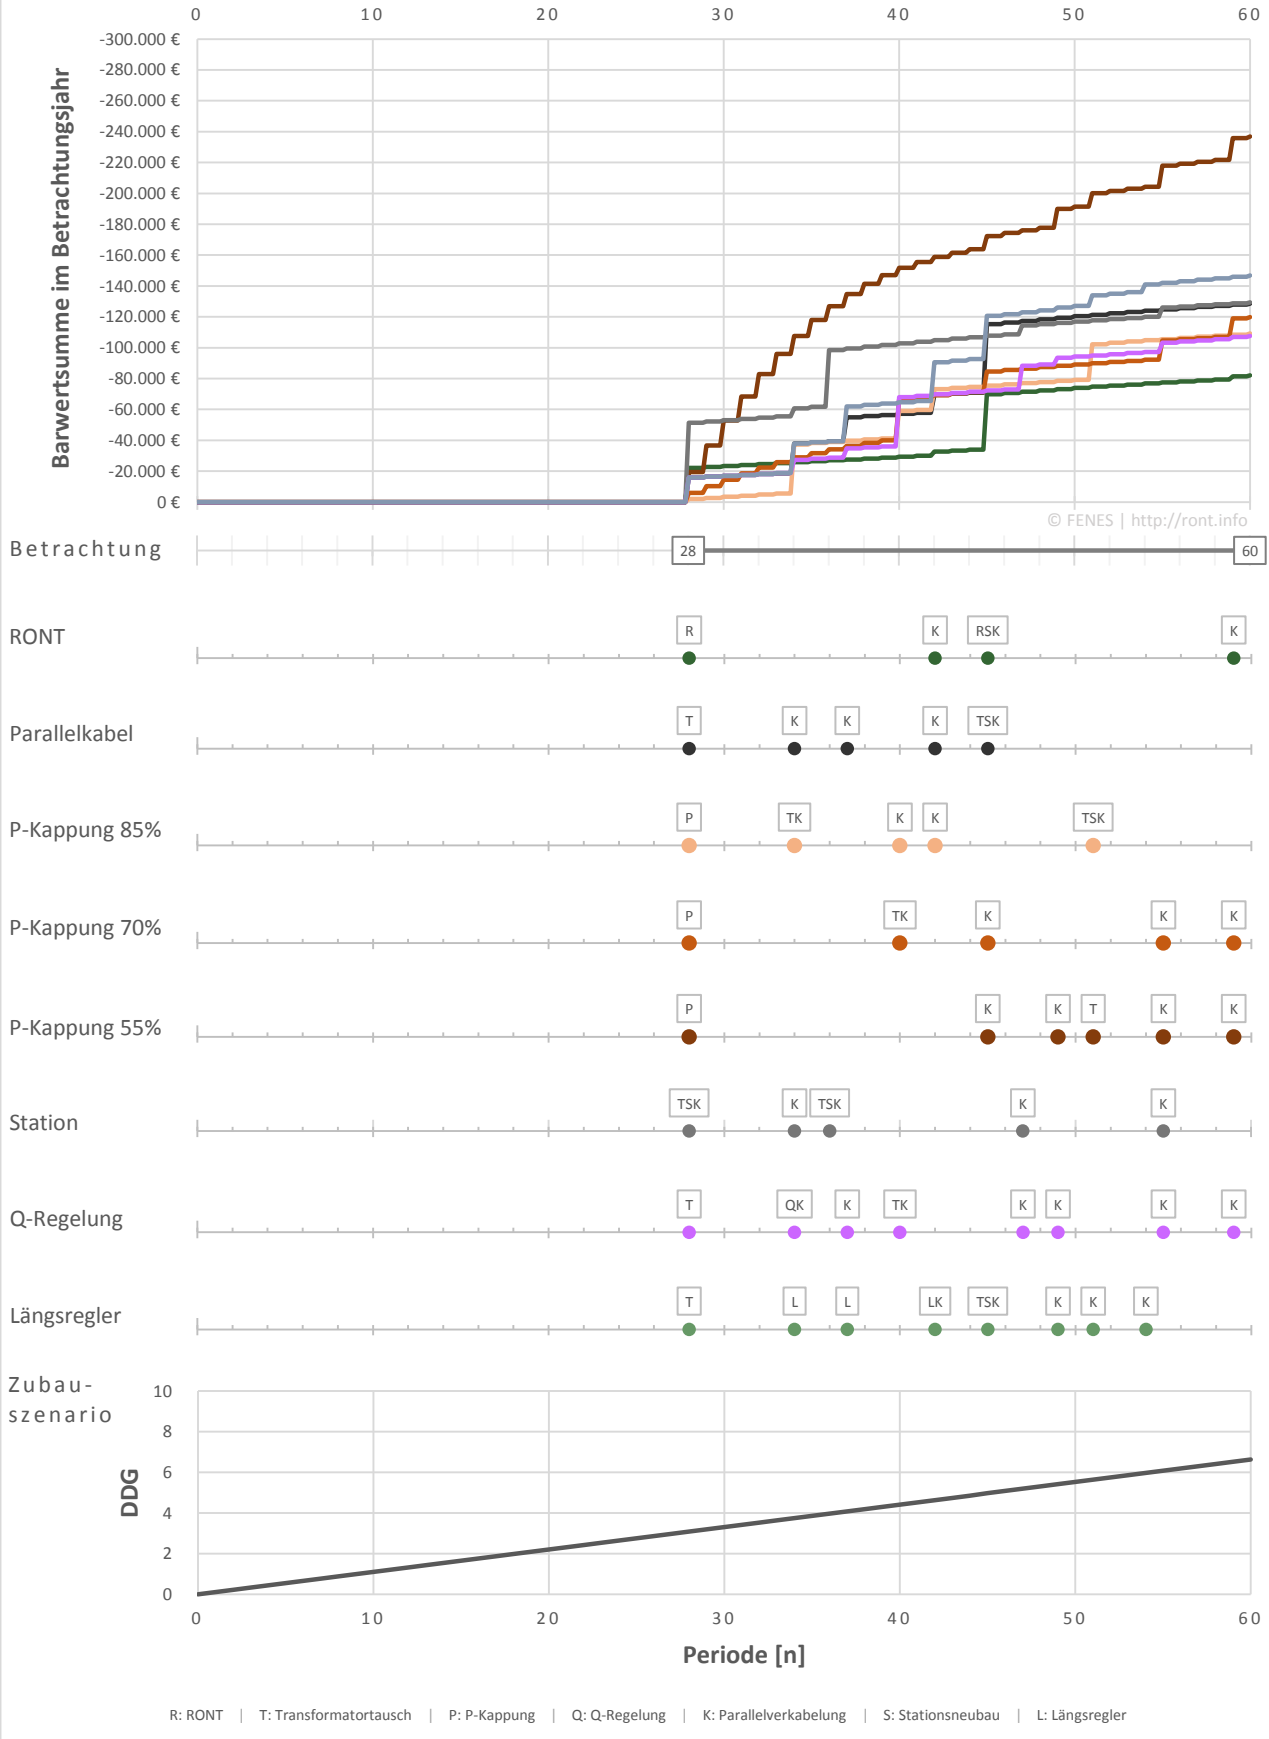 0 10 20 30 40 50 60
-300.000 €
-280.000 €
-260.000 €
-240.000 €
-220.000 €
-200.000 €
-180.000 €
-160.000 €
-140.000 €
-120.000 €
-100.000 €
-80.000 €
-60.000 €
-40.000 €
-20.000 €
0 €
Barwertsumme im Betrachtungsjahr
© FENES | http://ront.info
Betrachtung 28 60
RONT R K RSK K
Parallelkabel T K K K TSK
P-Kappung 85% P TK K K TSK
P-Kappung 70% P TK K K K
P-Kappung 55% P K K T K K
Station TSK K TSK K K
Q-Regelung T QK K TK K K K K
Längsregler T L L LK TSK K K K
Zubau-
szenario
DDG
10
8
6
4
2
0
0 10 20 30 40 50 60
Periode [n]
R: RONT | T: Transformatortausch | P: P-Kappung | Q: Q-Regelung | K: Parallelverkabelung | S: Stationsneubau | L: Längsregler